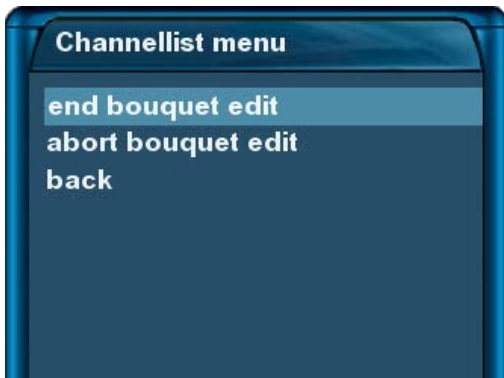 Channellist menu
end bouquet edit
abort bouquet edit
back